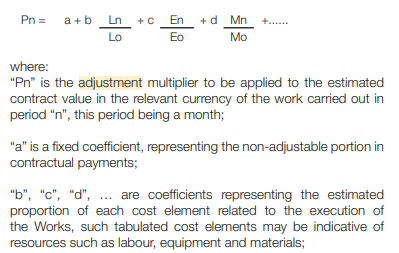 Pn = a + b Ln + c En + d Mn +......
Lo Eo Mo
where:
“Pn” is the adjustment multiplier to be applied to the estimated
contract value in the relevant currency of the work carried out in
period “n”, this period being a month;
“a” is a fixed coefficient, representing the non-adjustable portion in
contractual payments;
“b”, “c”, “d”, … are coefficients representing the estimated
proportion of each cost element related to the execution of
the Works, such tabulated cost elements may be indicative of
resources such as labour, equipment and materials;